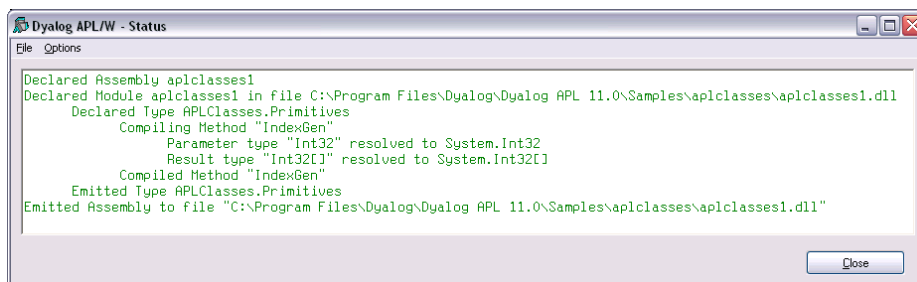 Dyalog APL/W - Status
File Options
Declared Assembly aplclasses1
Declared Module aplclasses1 in file C:\Program Files\Dyalog\Dyalog APL 11.0\Samples\aplclasses\aplclasses1.dll
Declared Type APLClasses.Primitives
Compiling Method "IndexGen"
Parameter type "Int32" resolved to System.Int32
Result type "Int32[]" resolved to System.Int32[]
Compiled Method "IndexGen"
Emitted Type APLClasses.Primitives
Emitted Assembly to file "C:\Program Files\Dyalog\Dyalog APL 11.0\Samples\aplclasses\aplclasses1.dll"
Close